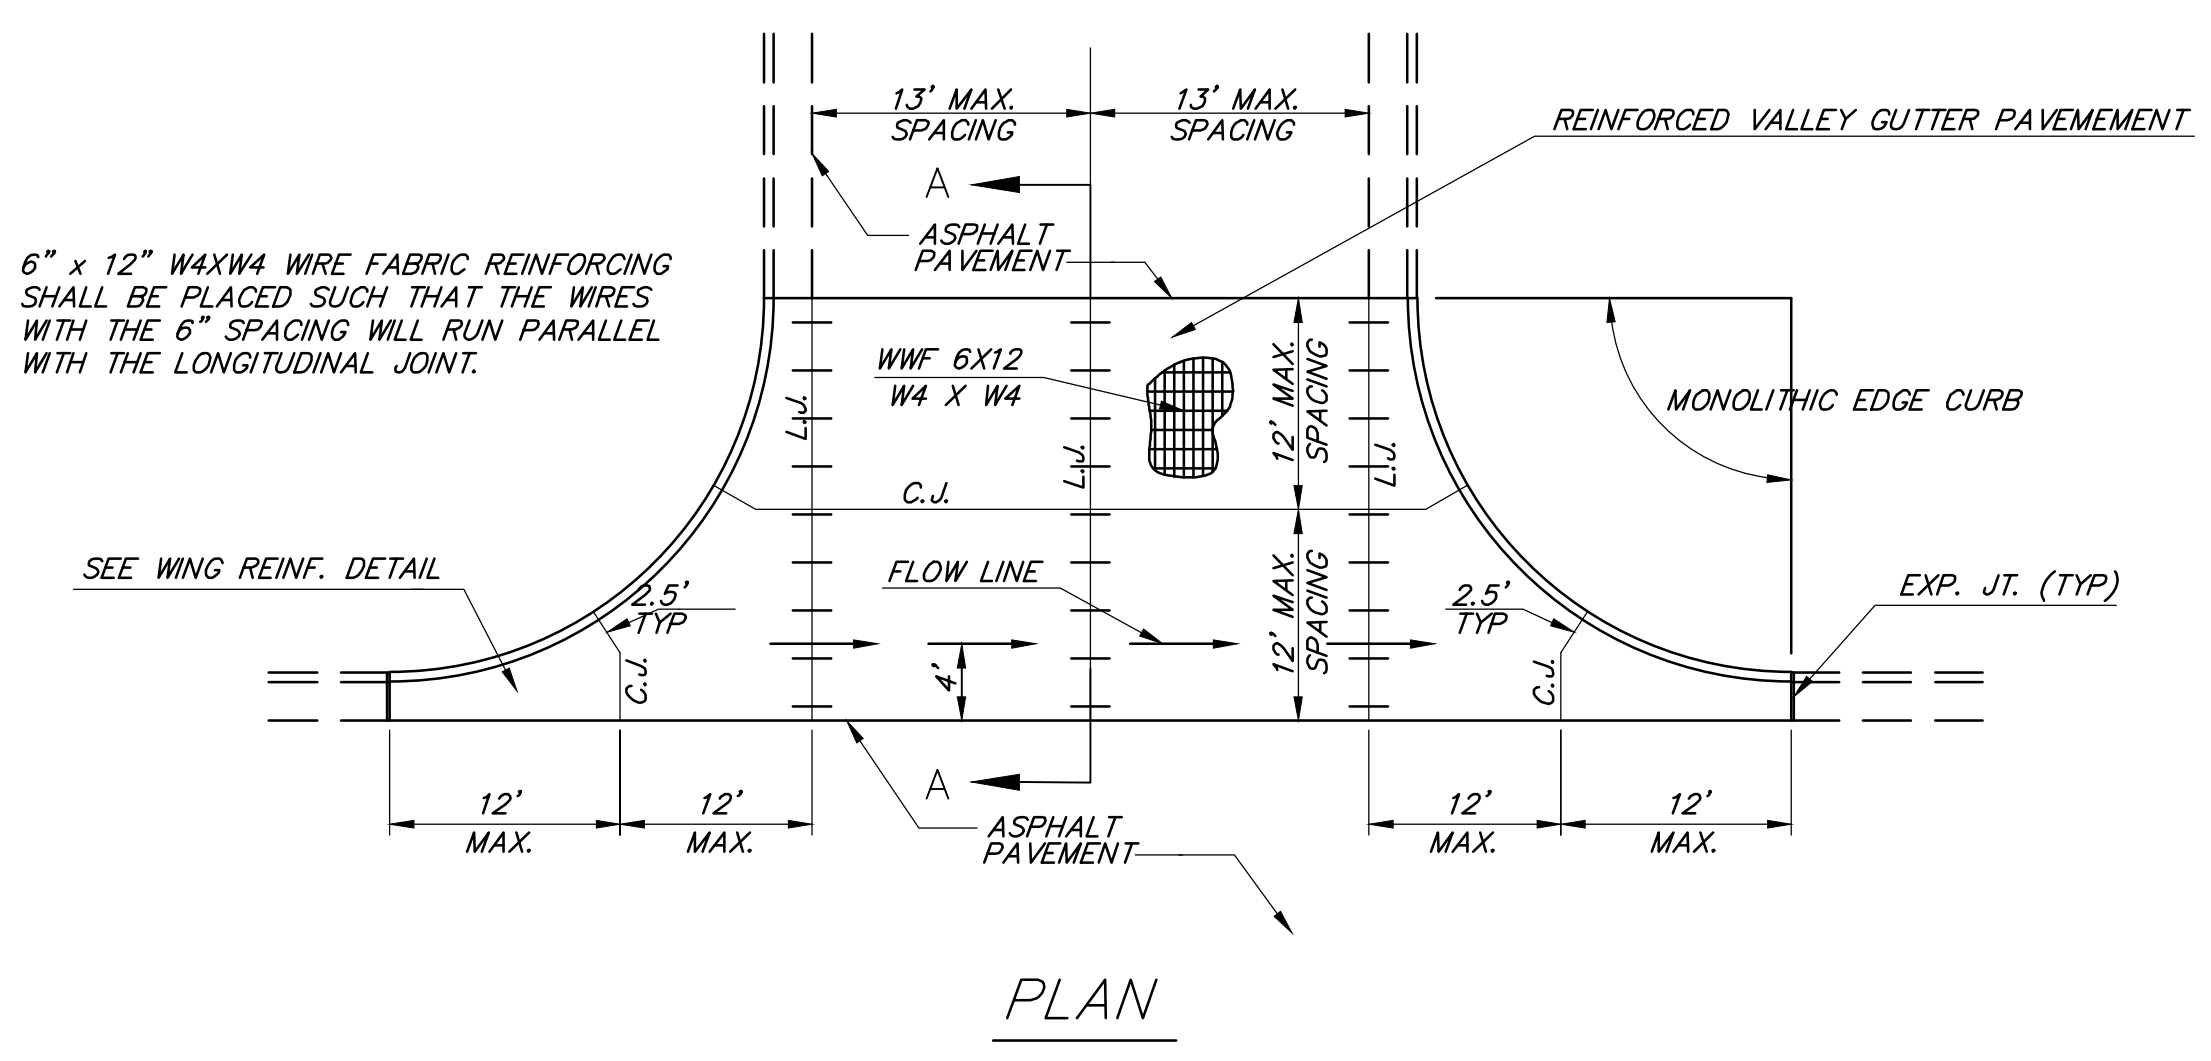 13' MAX.
SPACING
13' MAX.
SPACING
REINFORCED VALLEY GUTTER PAVEMEMENT
A
ASPHALT
PAVEMENT
6" x 12" W4XW4 WIRE FABRIC REINFORCING
SHALL BE PLACED SUCH THAT THE WIRES
WITH THE 6" SPACING WILL RUN PARALLEL
WITH THE LONGITUDINAL JOINT.
WWF 6X12
W4 X W4
12' MAX.
SPACING
MONOLITHIC EDGE CURB
L.J.
L.J.
L.J.
C.J.
SEE WING REINF. DETAIL
2.5'
TYP
FLOW LINE
12' MAX.
SPACING
2.5'
TYP
EXP. JT. (TYP)
C.J.
4'
C.J.
12'
MAX.
12'
MAX.
A
ASPHALT
PAVEMENT
12'
MAX.
12'
MAX.
PLAN